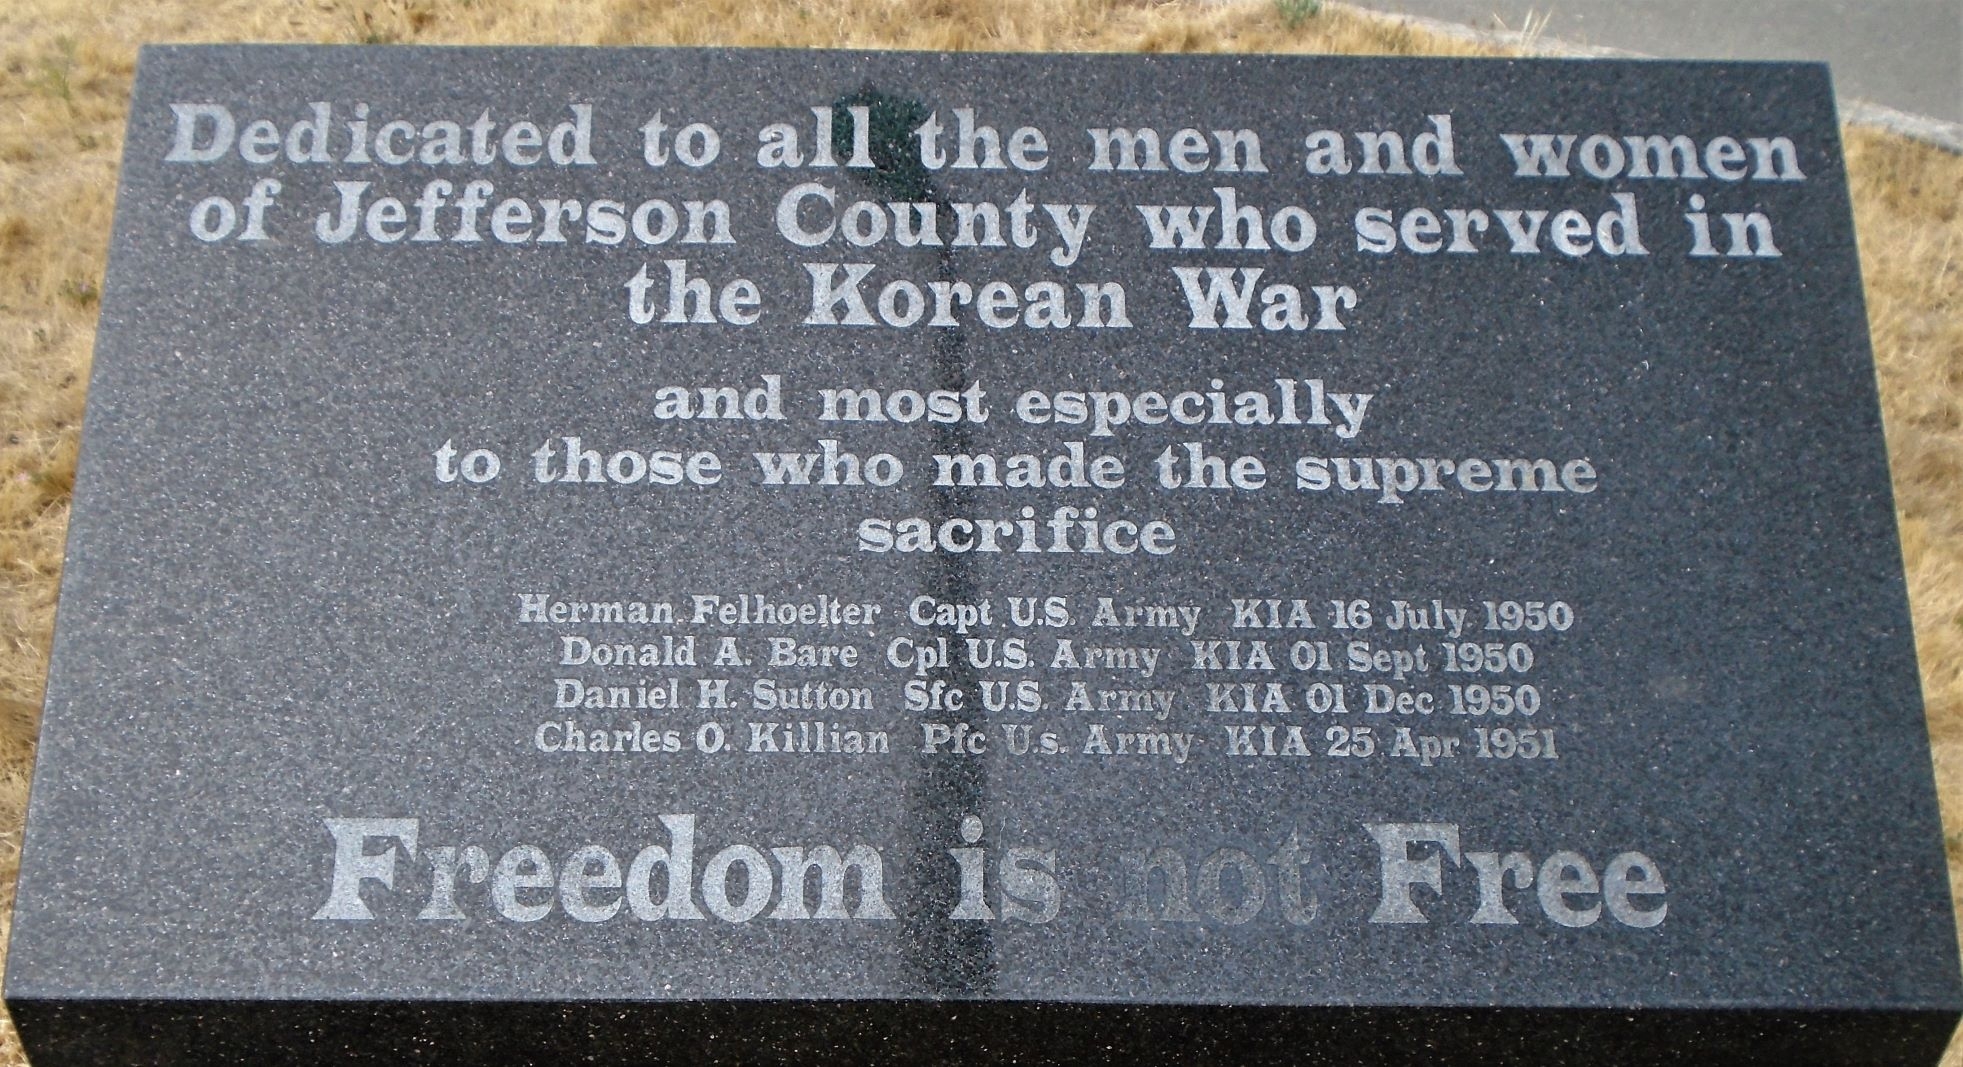 Dedicated to all the men and women
of Jefferson County who served in
the Korean War
and most especially
to those who made the supreme
sacrifice
Herman Felhoelter Capt U.S. Army KIA 16 July 1950
Donald A. Bare Cpl U.S. Army KIA 01 Sept 1950
Daniel H. Sutton Sfc U.S. Army KIA 01 Dec 1950
Charles O. Killian Pfc U.s. Army KIA 25 Apr 1951
Freedom is not Free